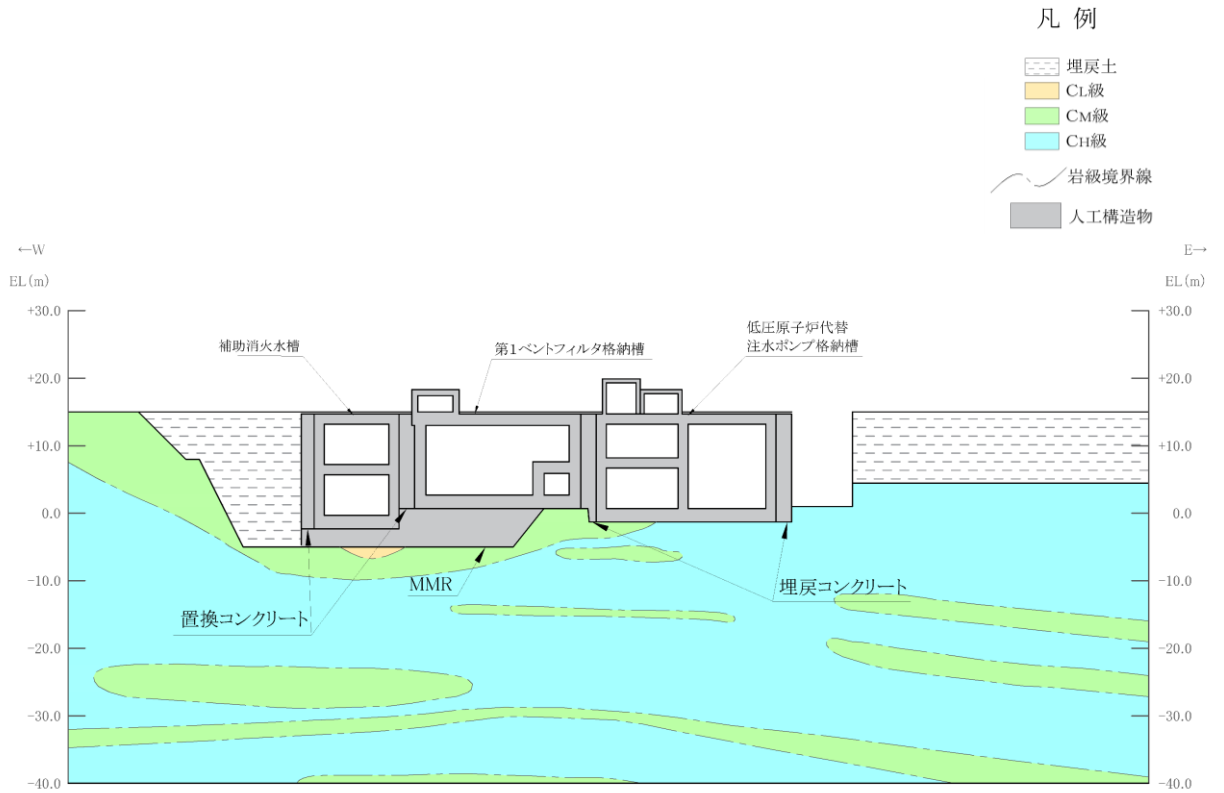 凡 例
埋戻土
CL級
CM級
CH級
岩級境界線
人工構造物
←W
E→
EL(m)
EL(m)
+30.0
+30.0
+20.0
+20.0
+10.0
+10.0
0.0
0.0
-10.0
-10.0
-20.0
-20.0
-30.0
-30.0
-40.0
-40.0
補助消火水槽
第1ベントフィルタ格納槽
低圧原子炉代替
注水ポンプ格納槽
MMR
置換コンクリート
埋戻コンクリート